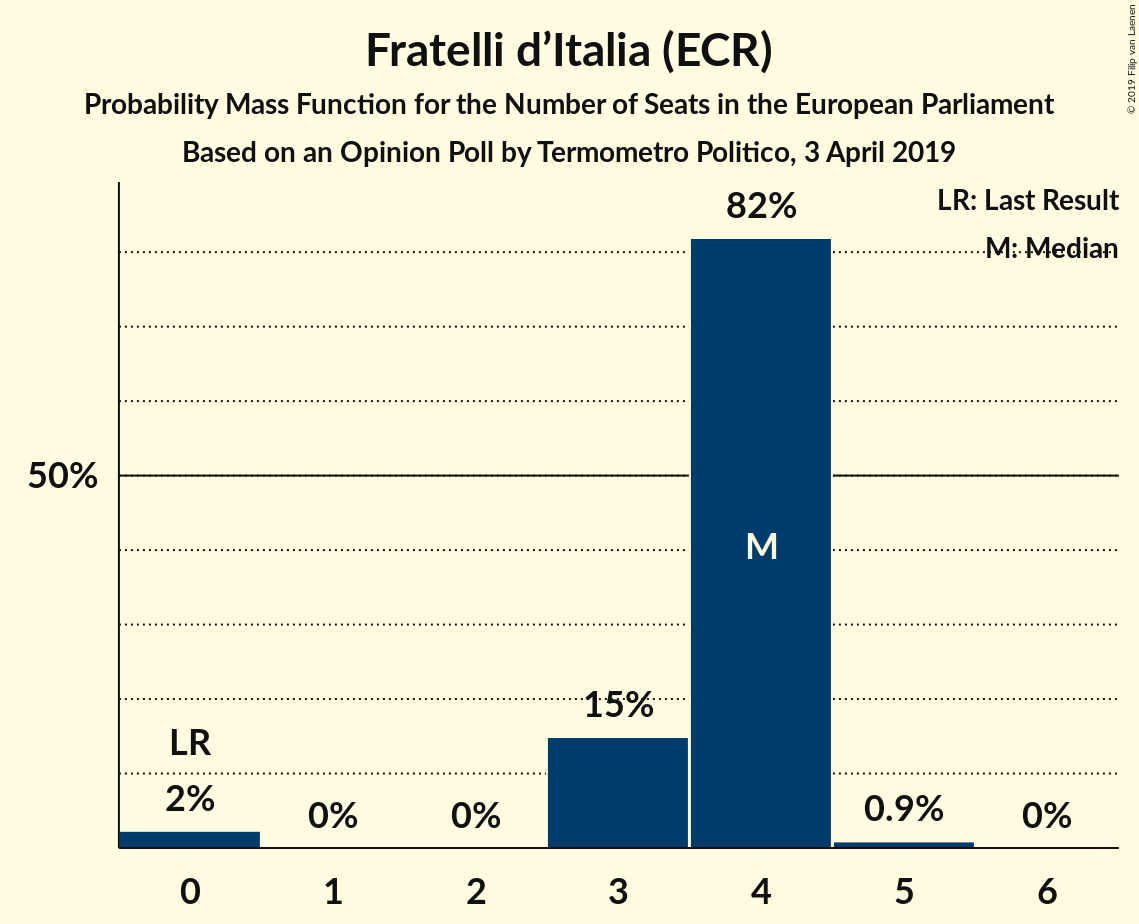 Fratelli d’Italia (ECR)
Probability Mass Function for the Number of Seats in the European Parliament
Based on an Opinion Poll by Termometro Politico, 3 April 2019
© 2019 Filip van Laenen
LR: Last Result
M: Median
82%
50%
M
15%
LR
2%
0%
0%
0.9%
0%
0 1 2 3 4 5 6